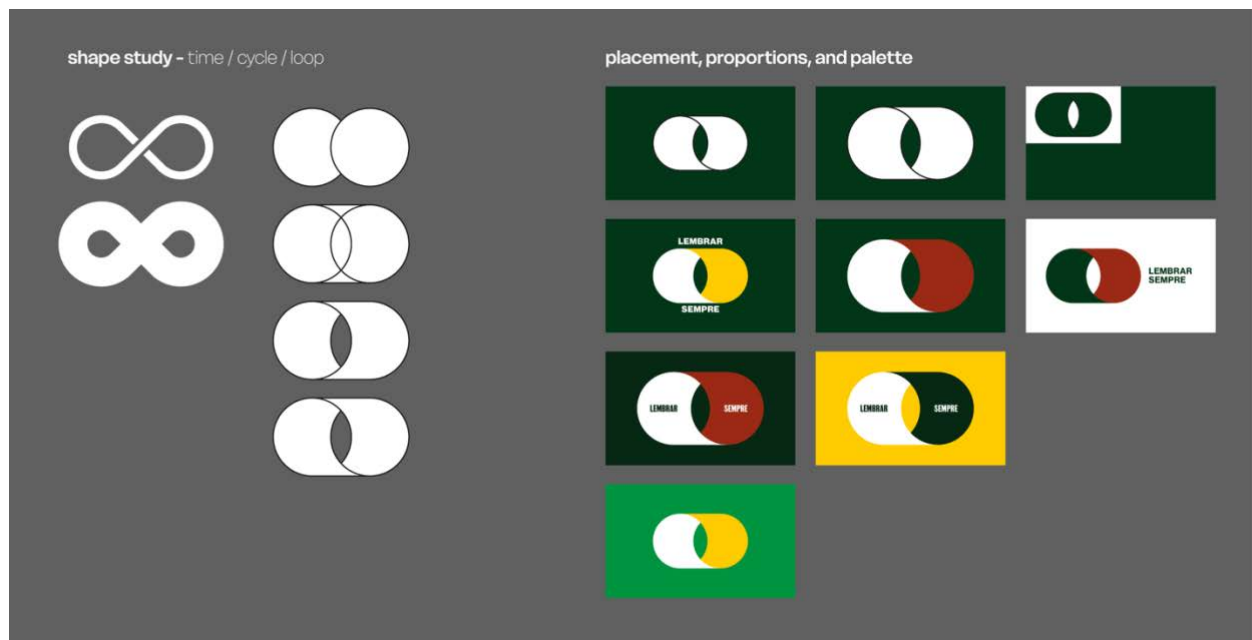 shape study - time / cycle / loop
placement, proportions, and palette
LEMBRAR
SEMPRE
LEMBRAR
SEMPRE
LEMBRAR
SEMPRE
LEMBRAR
SEMPRE